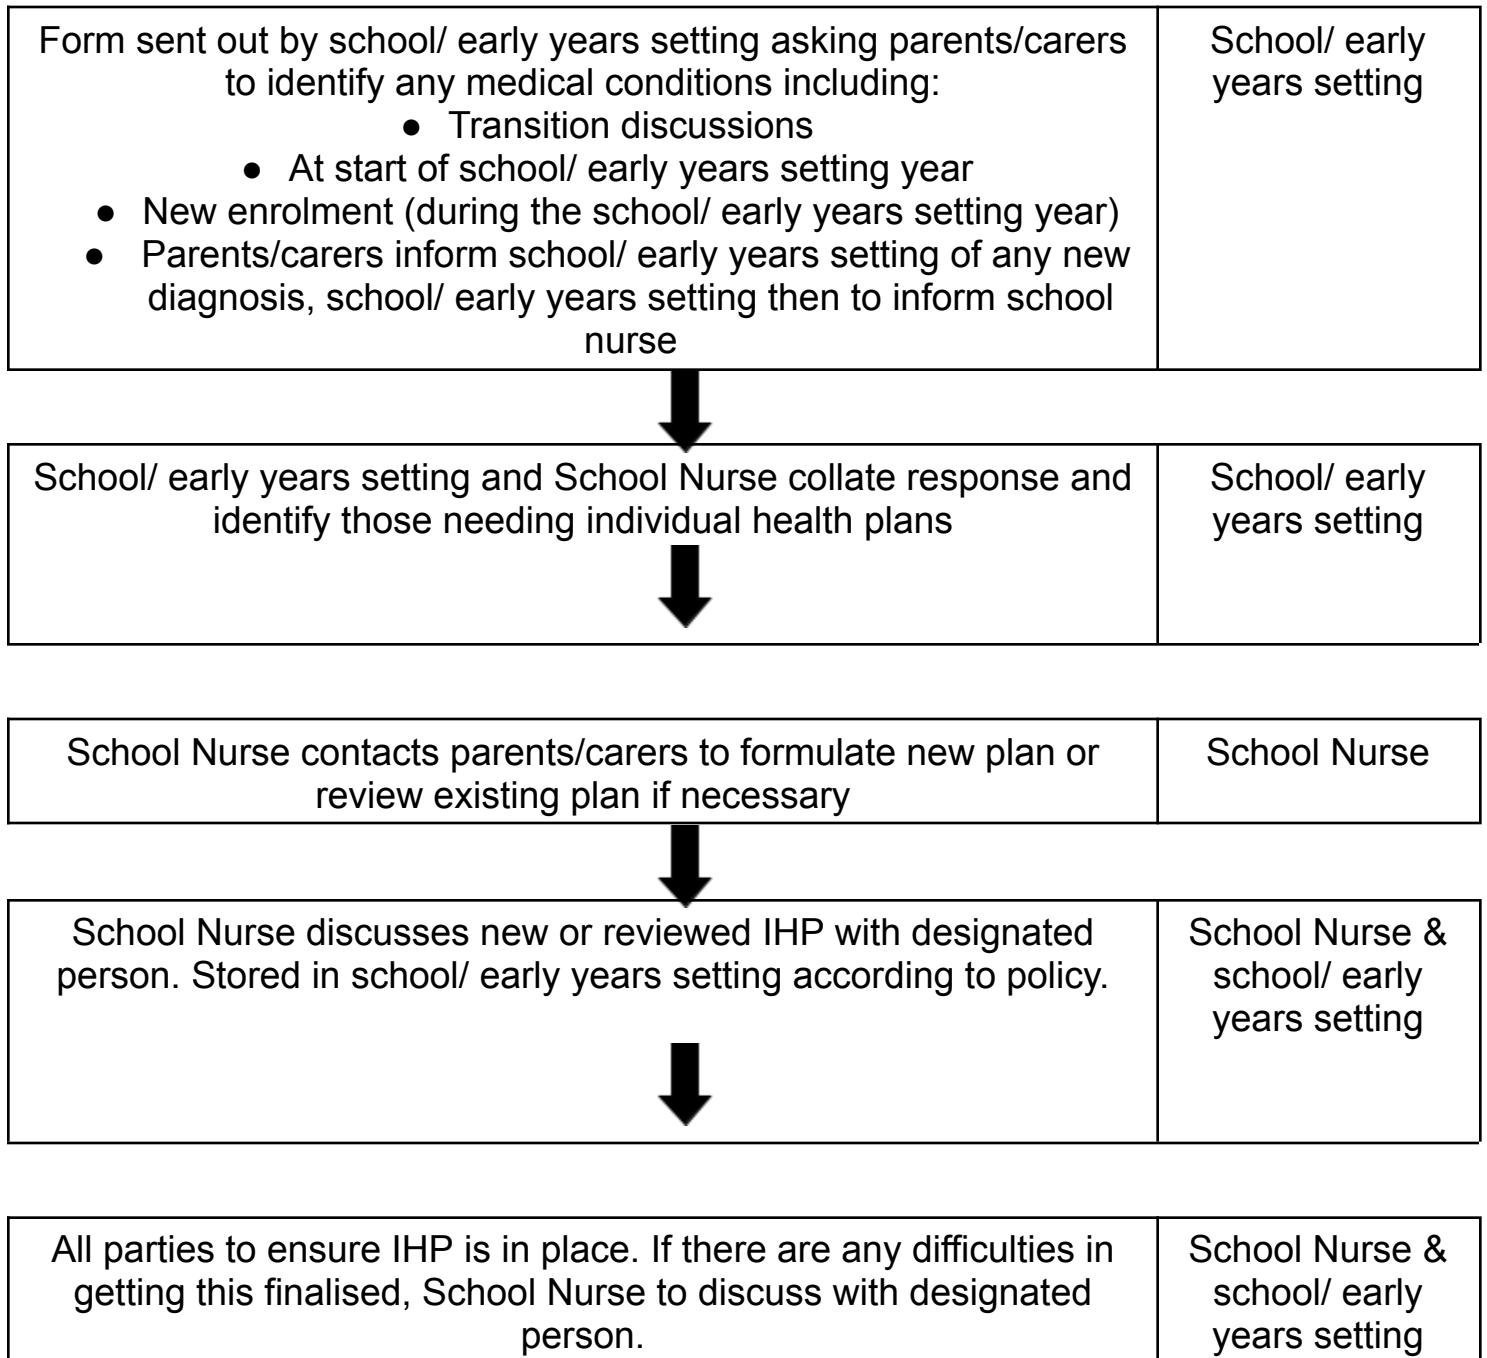 Form sent out by school/ early years setting asking parents/carers
to identify any medical conditions including:
● Transition discussions
● At start of school/ early years setting year
● New enrolment (during the school/ early years setting year)
● Parents/carers inform school/ early years setting of any new
diagnosis, school/ early years setting then to inform school
nurse
School/ early
years setting
School/ early years setting and School Nurse collate response and
identify those needing individual health plans
School/ early
years setting
School Nurse contacts parents/carers to formulate new plan or
review existing plan if necessary
School Nurse
School Nurse discusses new or reviewed IHP with designated
person. Stored in school/ early years setting according to policy.
School Nurse &
school/ early
years setting
All parties to ensure IHP is in place. If there are any difficulties in
getting this finalised, School Nurse to discuss with designated
person.
School Nurse &
school/ early
years setting